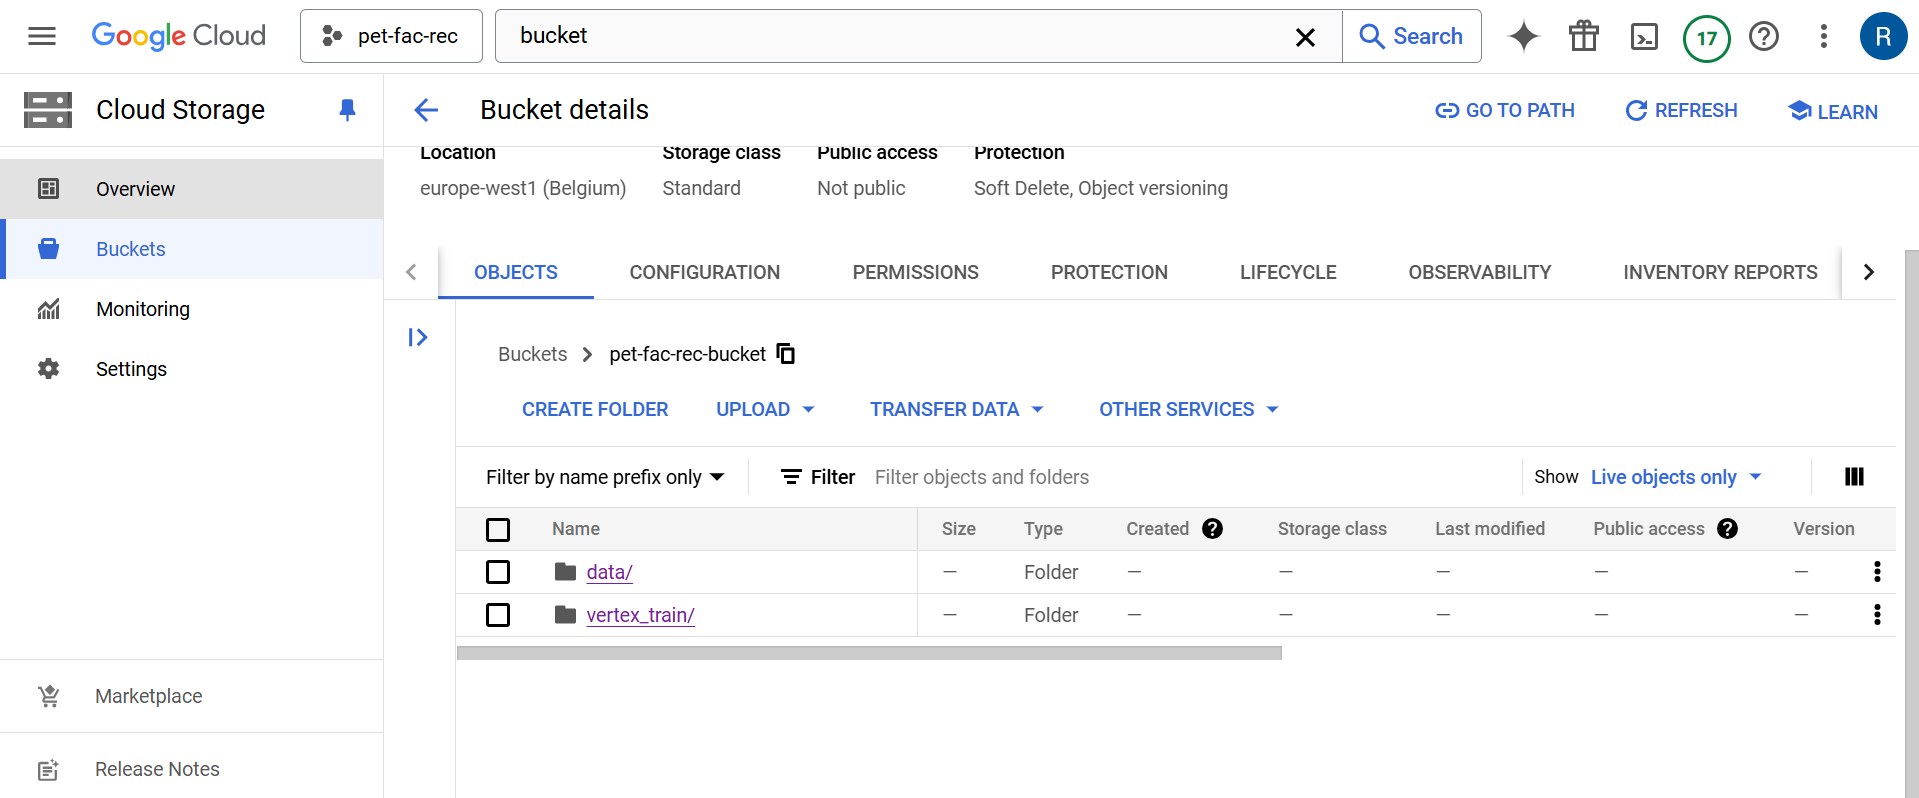 Google Cloud pet-fac-rec bucket Search 17 R
Cloud Storage
Bucket details GO TO PATH REFRESH LEARN
Location Storage class Public access Protection
europe-west1 (Belgium) Standard Not public Soft Delete, Object versioning
Overview
Buckets
Monitoring
Settings
Marketplace
Release Notes
OBJECTS CONFIGURATION PERMISSIONS PROTECTION LIFECYCLE OBSERVABILITY INVENTORY REPORTS
Buckets pet-fac-rec-bucket
CREATE FOLDER UPLOAD TRANSFER DATA OTHER SERVICES
Filter by name prefix only Filter Filter objects and folders Show Live objects only
Name Size Type Created Storage class Last modified Public access Version
data/ — Folder — — — — —
vertex_train/ — Folder — — — — —